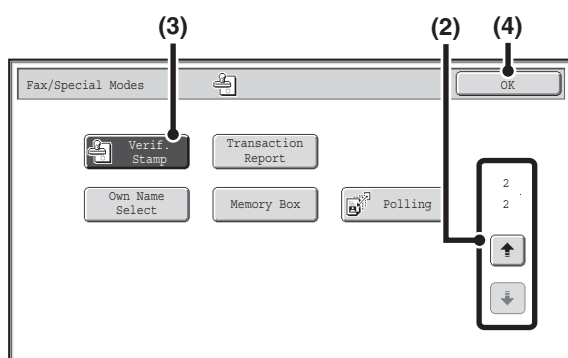 (3)
(2)
(4)
Fax/Special Modes
OK
Verif.
Stamp
Transaction
Report
Own Name
Select
Memory Box
Polling
2
2